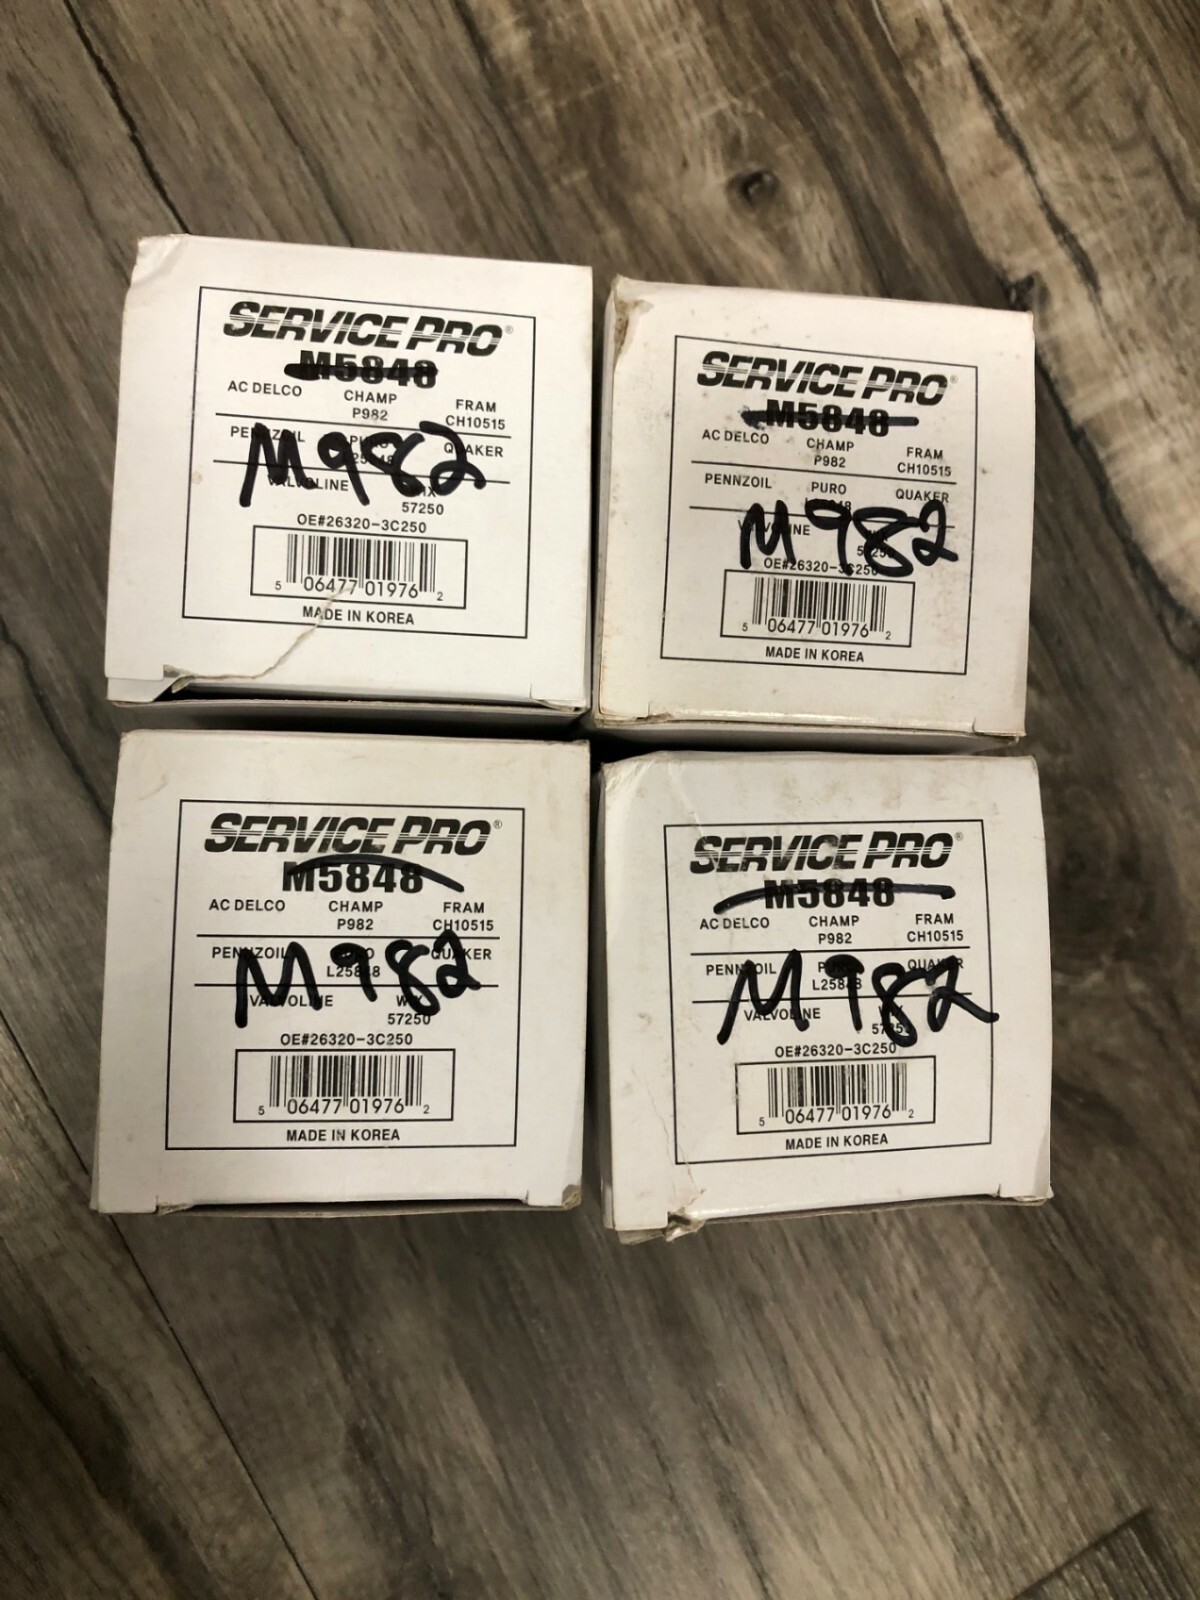 SERVICE PRO®
M5848
AC DELCO CHAMP FRAM
P982 CH10515
PENNZOIL PURO QUAKER
M982
VALVOLINE
57250
OE#26320-3C250
5 06477 01976 2
MADE IN KOREA
SERVICE PRO®
M5848
AC DELCO CHAMP FRAM
P982 CH10515
PENNZOIL PURO QUAKER
M982
OE#26320-3C250
5 06477 01976 2
MADE IN KOREA
SERVICE PRO®
M5848
AC DELCO CHAMP FRAM
P982 CH10515
PENNZOIL QUAKER
L25848
M982
VALVOLINE WIX
57250
OE#26320-3C250
5 06477 01976 2
MADE IN KOREA
SERVICE PRO®
M5848
AC DELCO CHAMP FRAM
P982 CH10515
PENNZOIL QUAKER
L25848
M982
VALVOLINE
OE#26320-3C250
5 06477 01976 2
MADE IN KOREA